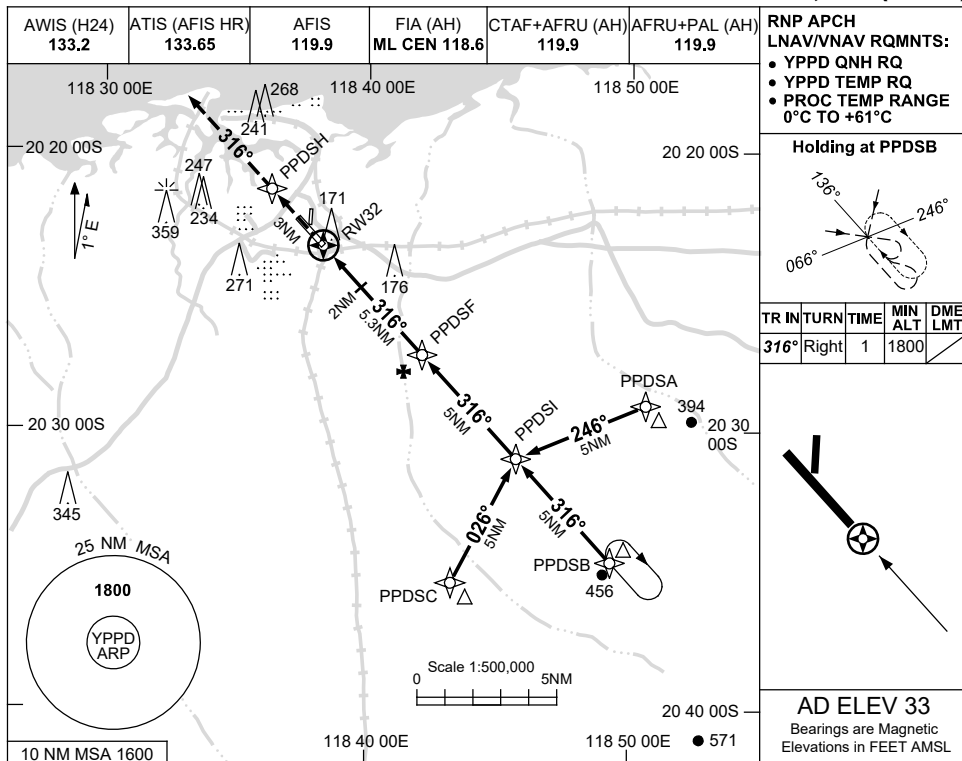 AWIS (H24)
133.2
ATIS (AFIS HR)
133.65
AFIS
119.9
FIA (AH)
ML CEN 118.6
CTAF+AFRU (AH)
119.9
AFRU+PAL (AH)
119.9
RNP APCH
LNAV/VNAV RQMNTS:
• YPPD QNH RQ
• YPPD TEMP RQ
• PROC TEMP RANGE
0°C TO +61°C
Holding at PPDSB
136°
246°
066°
TR IN TURN TIME MIN ALT DME LMT
316° Right 1 1800
AD ELEV 33
Bearings are Magnetic
Elevations in FEET AMSL
118 30 00E
118 40 00E
118 50 00E
268
241
316°
PPDSH
20 20 00S
20 20 00S
247
234
359
1° E
171
RW32
3NM
271
176
2NM
316°
5.3NM
PPDSF
PPDSA
394
316°
5NM
PPDSI
246°
5NM
20 30 00S
20 30
00S
345
026°
5NM
316°
5NM
PPDSB
456
PPDSC
25 NM MSA
1800
YPPD
ARP
Scale 1:500,000
0 5NM
20 40 00S
118 40 00E
118 50 00E
571
10 NM MSA 1600